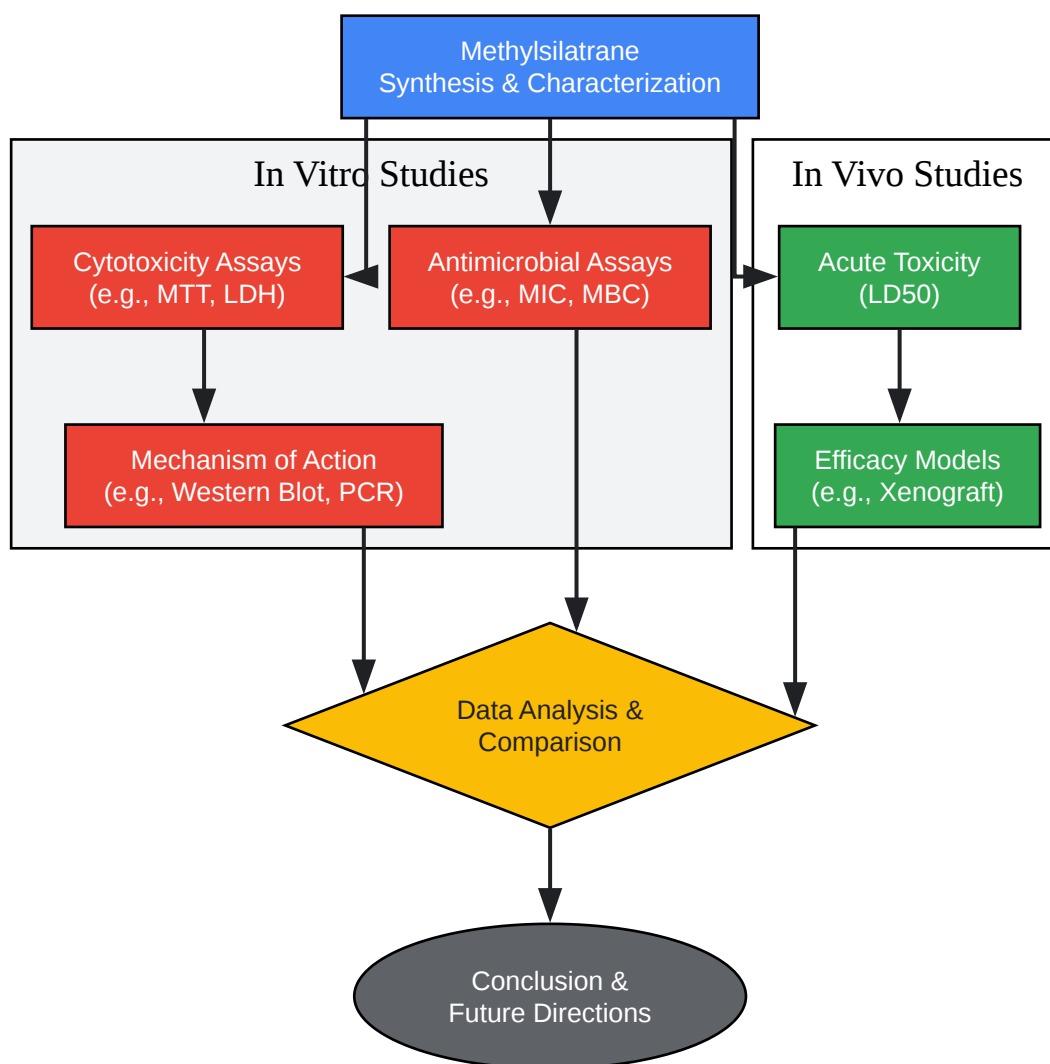 Methylsilatrane
Synthesis & Characterization
In Vitro Studies
In Vivo Studies
Cytotoxicity Assays
(e.g., MTT, LDH)
Antimicrobial Assays
(e.g., MIC, MBC)
Acute Toxicity
(LD50)
Mechanism of Action
(e.g., Western Blot, PCR)
Efficacy Models
(e.g., Xenograft)
Data Analysis &
Comparison
Conclusion &
Future Directions